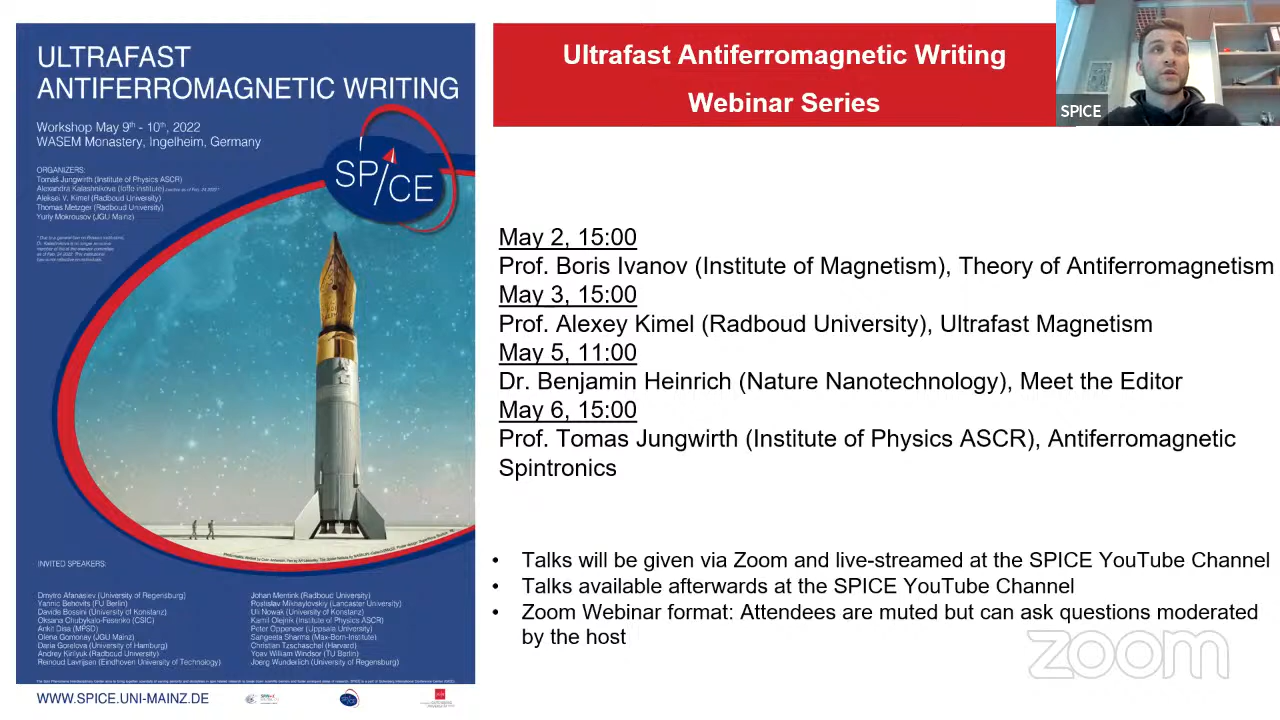 ULTRAFAST
ANTIFERROMAGNETIC WRITING
Workshop May 9th - 10th, 2022
WASEM Monastery, Ingelheim, Germany
ORGANIZERS:
Tomáš Jungwirth (Institute of Physics ASCR)
Alexandra Kalashnikova (Ioffe Institute)
Aleksei V. Kimel (Radboud University)
Thomas Metzger (Radboud University)
Yuriy Mokrousov (JGU Mainz)
SPICE
INVITED SPEAKERS:
Dmytro Afanasiev (University of Regensburg)
Yannic Behovits (FU Berlin)
Davide Bossini (University of Konstanz)
Oksana Chubykalo-Fesenko (CSIC)
Ankit Disa (MPSD)
Olena Gomonay (JGU Mainz)
Daria Gorelova (University of Hamburg)
Andrey Kirilyuk (Radboud University)
Reinoud Lavrijsen (Eindhoven University of Technology)
Johan Mentink (Radboud University)
Rostislav Mikhaylovskiy (Lancaster University)
Uli Nowak (University of Konstanz)
Kamil Olejnik (Institute of Physics ASCR)
Peter Oppeneer (Uppsala University)
Sangeeta Sharma (Max-Born-Institute)
Christian Tzschaschel (Harvard)
Yoav William Windsor (TU Berlin)
Joerg Wunderlich (University of Regensburg)
WWW.SPICE.UNI-MAINZ.DE
SPICE
Ultrafast Antiferromagnetic Writing
Webinar Series
SPICE
May 2, 15:00
Prof. Boris Ivanov (Institute of Magnetism), Theory of Antiferromagnetism
May 3, 15:00
Prof. Alexey Kimel (Radboud University), Ultrafast Magnetism
May 5, 11:00
Dr. Benjamin Heinrich (Nature Nanotechnology), Meet the Editor
May 6, 15:00
Prof. Tomas Jungwirth (Institute of Physics ASCR), Antiferromagnetic
Spintronics
• Talks will be given via Zoom and live-streamed at the SPICE YouTube Channel
• Talks available afterwards at the SPICE YouTube Channel
• Zoom Webinar format: Attendees are muted but can ask questions moderated
by the host
zoom